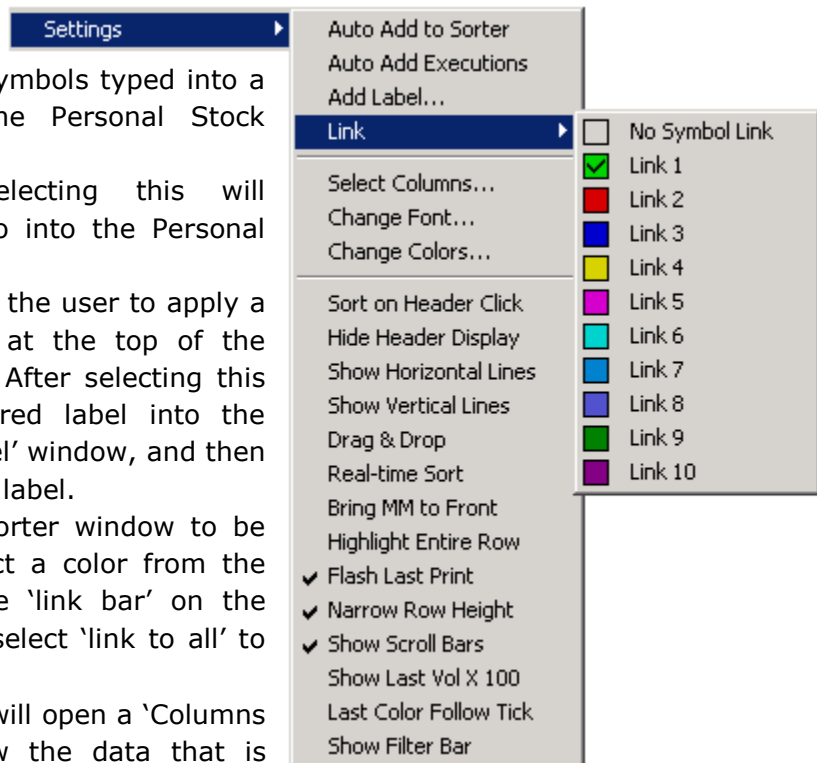 Settings
ymbols typed into a
he Personal Stock
electing this will
o into the Personal
the user to apply a
at the top of the
After selecting this
red label into the
el’ window, and then
label.
orter window to be
ct a color from the
e ‘link bar’ on the
select ‘link to all’ to
will open a ‘Columns
w the data that is
Auto Add to Sorter
Auto Add Executions
Add Label...
Link
Select Columns...
Change Font...
Change Colors...
Sort on Header Click
Hide Header Display
Show Horizontal Lines
Show Vertical Lines
Drag & Drop
Real-time Sort
Bring MM to Front
Highlight Entire Row
Flash Last Print
Narrow Row Height
Show Scroll Bars
Show Last Vol X 100
Last Color Follow Tick
Show Filter Bar
No Symbol Link
Link 1
Link 2
Link 3
Link 4
Link 5
Link 6
Link 7
Link 8
Link 9
Link 10